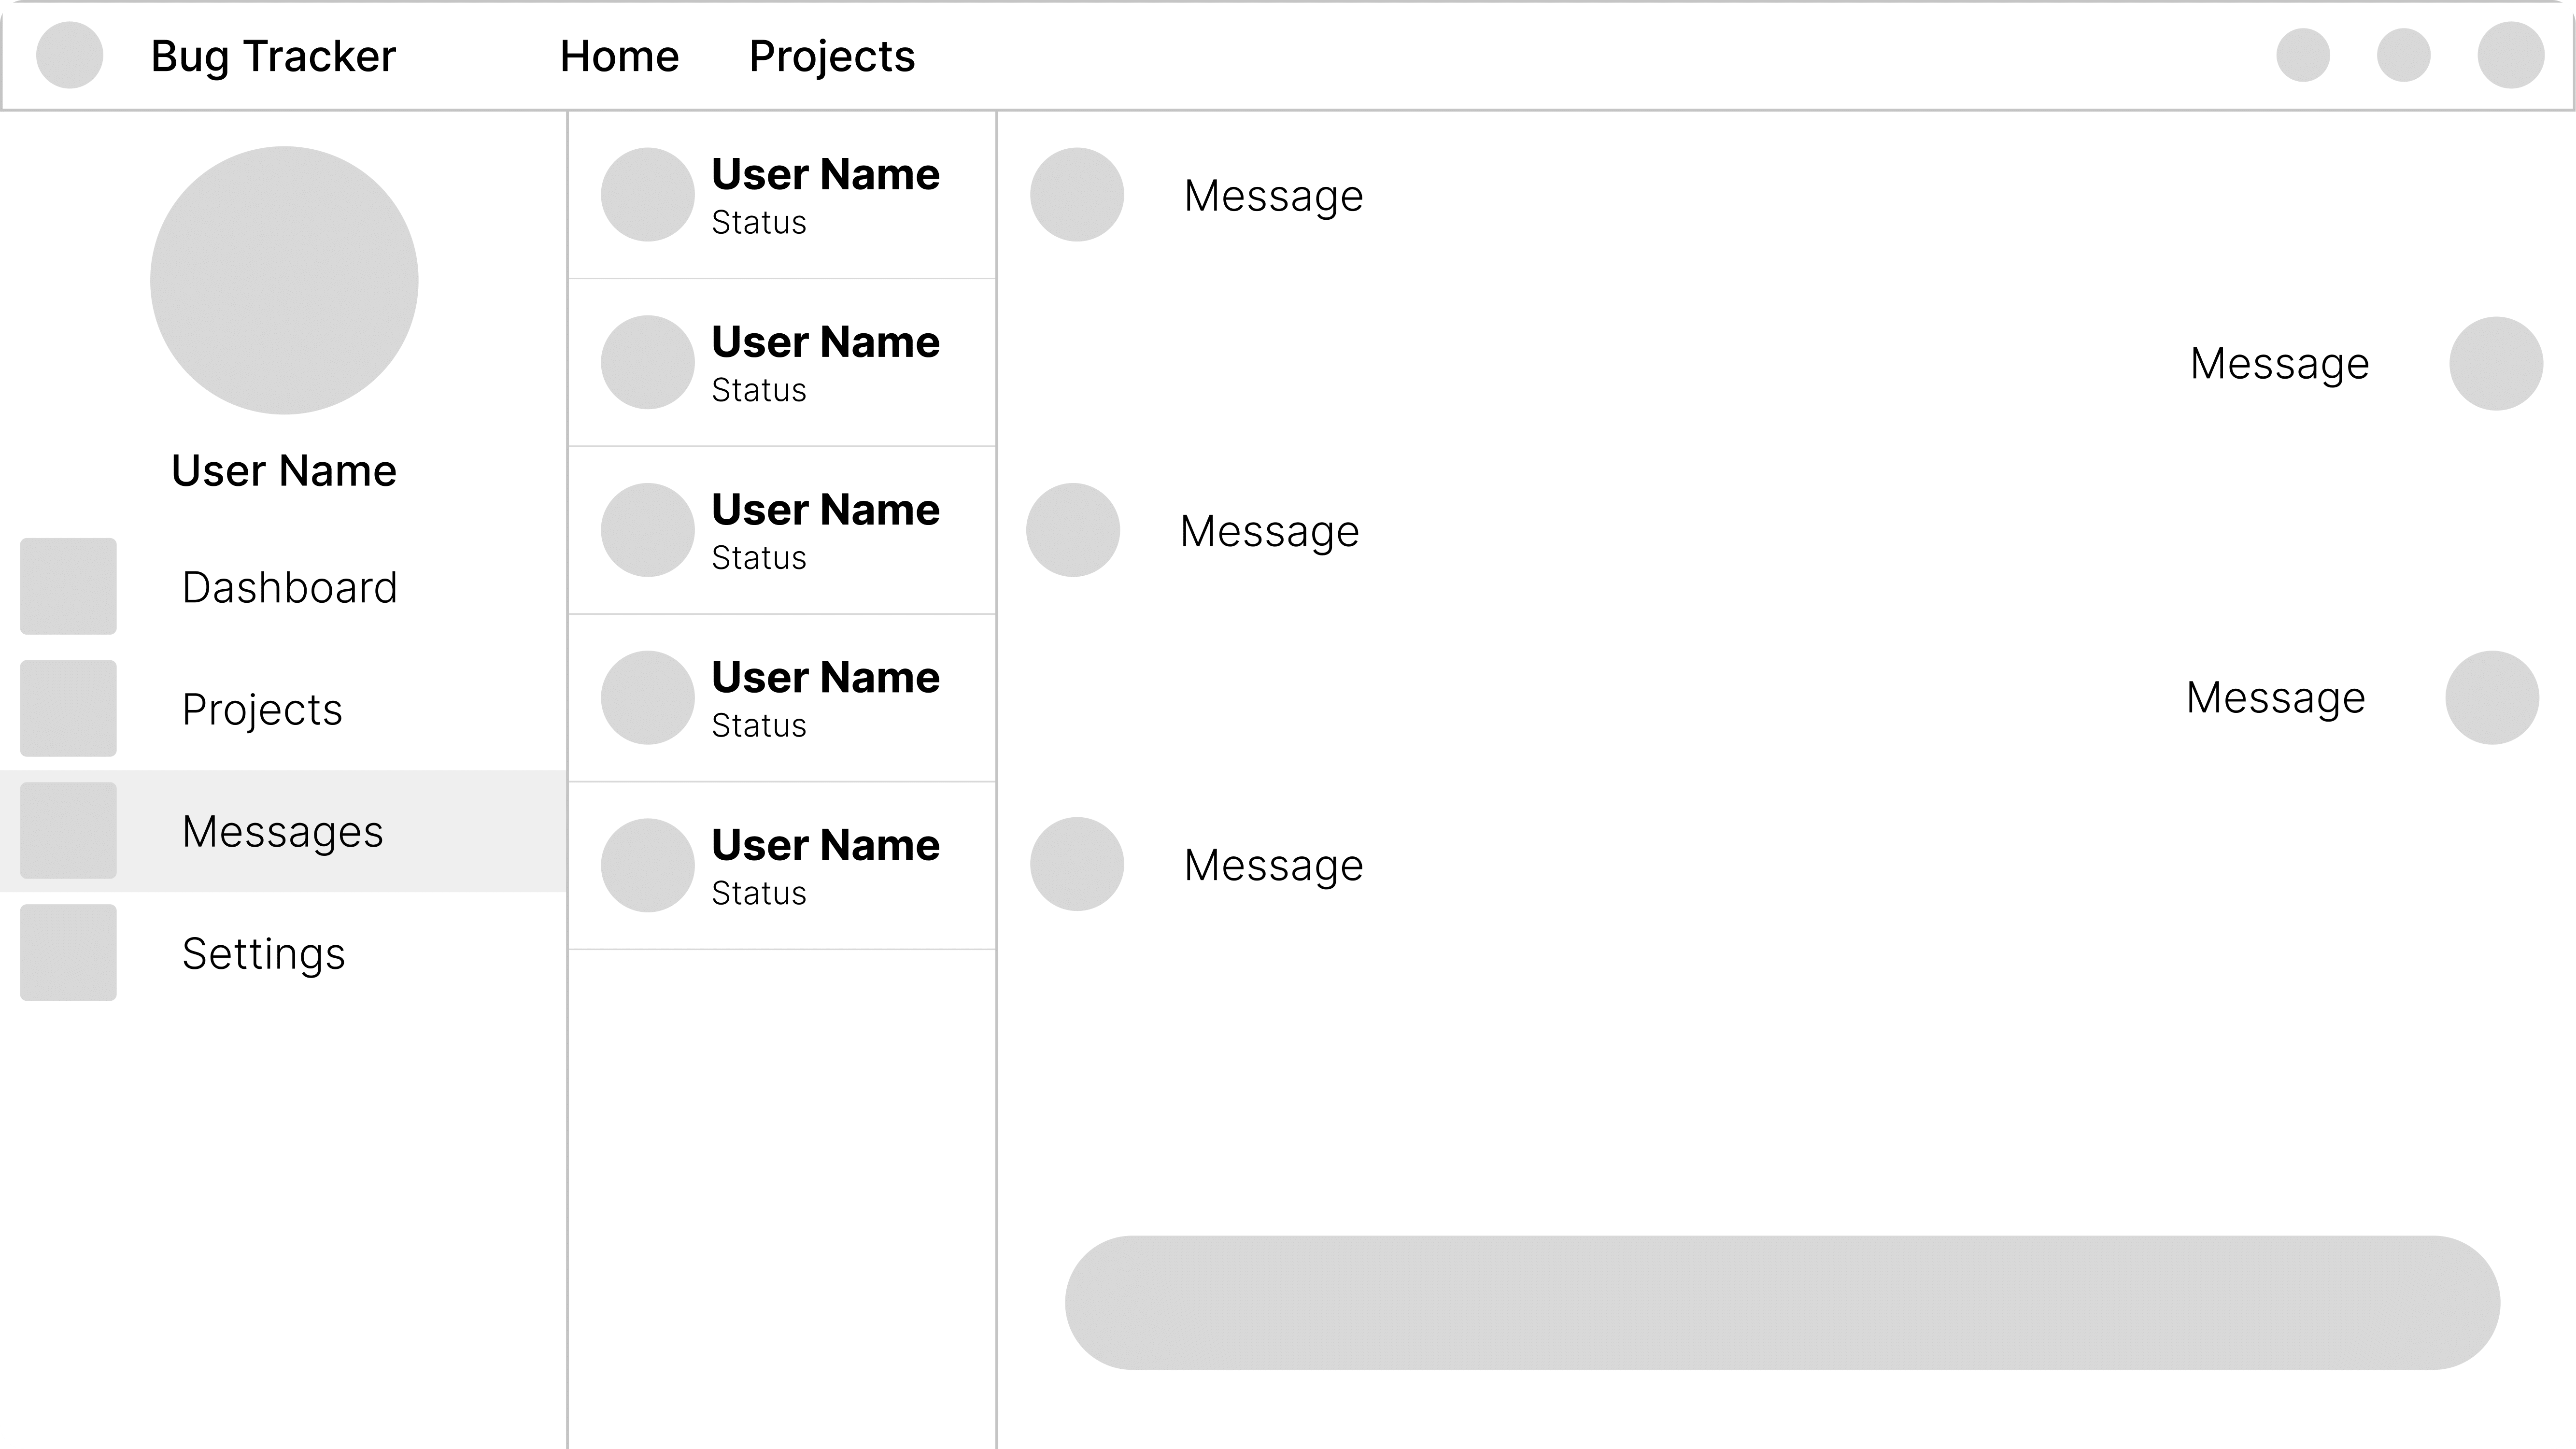 Bug Tracker
Home
Projects
User Name
Dashboard
Projects
Messages
Settings
User Name
Status
User Name
Status
User Name
Status
User Name
Status
User Name
Status
Message
Message
Message
Message
Message